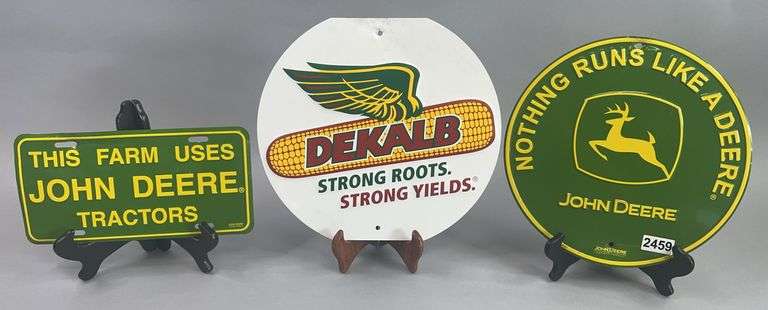 THIS FARM USES
JOHN DEERE®
TRACTORS
DEKALB
STRONG ROOTS.
STRONG YIELDS.®
NOTHING RUNS LIKE A DEERE®
JOHN DEERE
2459